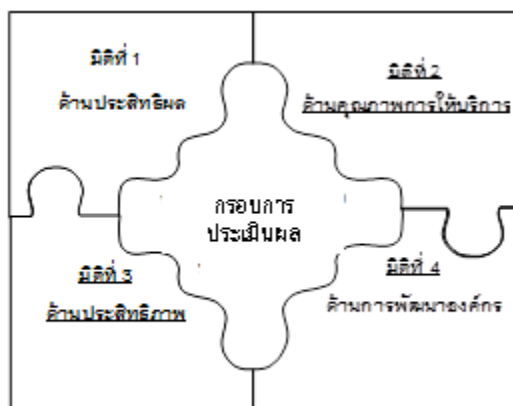 มิติที่ 1
ด้านประสิทธิผล
มิติที่ 2
ด้านคุณภาพการให้บริการ
กรอบการ
ประเมินผล
มิติที่ 3
ด้านประสิทธิภาพ
มิติที่ 4
ด้านการพัฒนาองค์กร